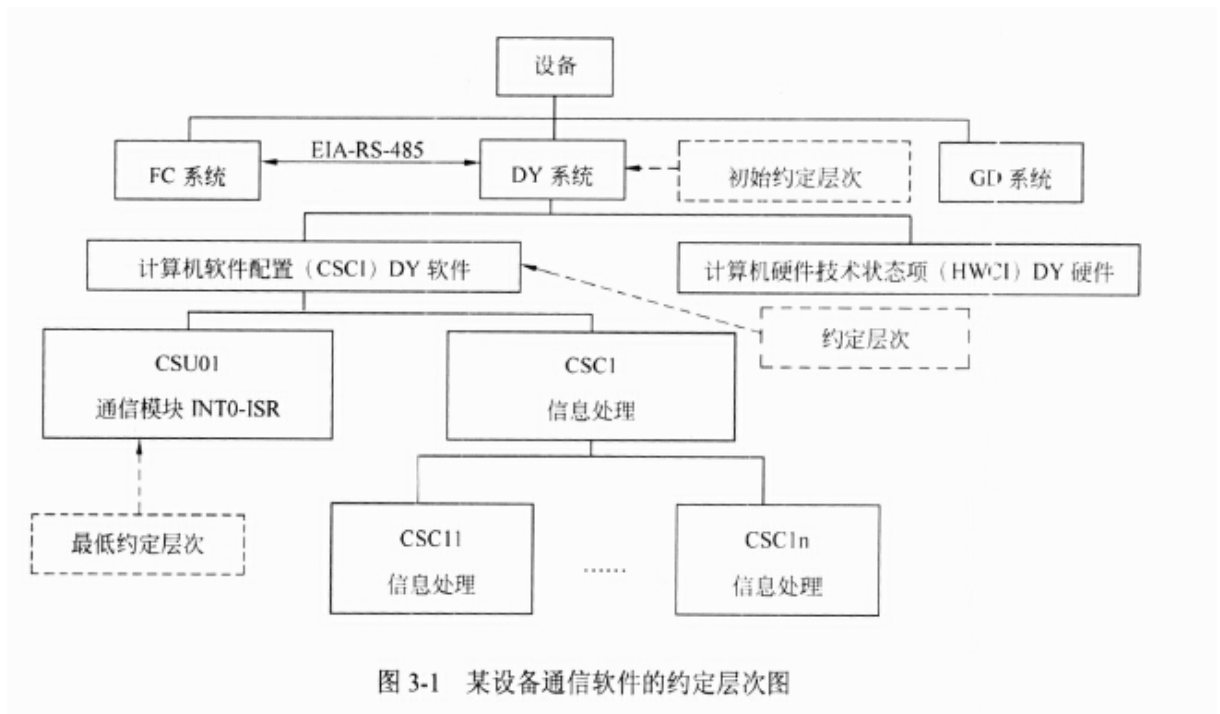 设备
EIA-RS-485
FC 系统
DY 系统
初始约定层次
GD 系统
计算机软件配置（CSCI）DY 软件
计算机硬件技术状态项（HWCI）DY 硬件
约定层次
CSU01
通信模块 INT0-ISR
CSC1
信息处理
最低约定层次
CSC11
信息处理
……
CSC1n
信息处理
图 3-1 某设备通信软件的约定层次图